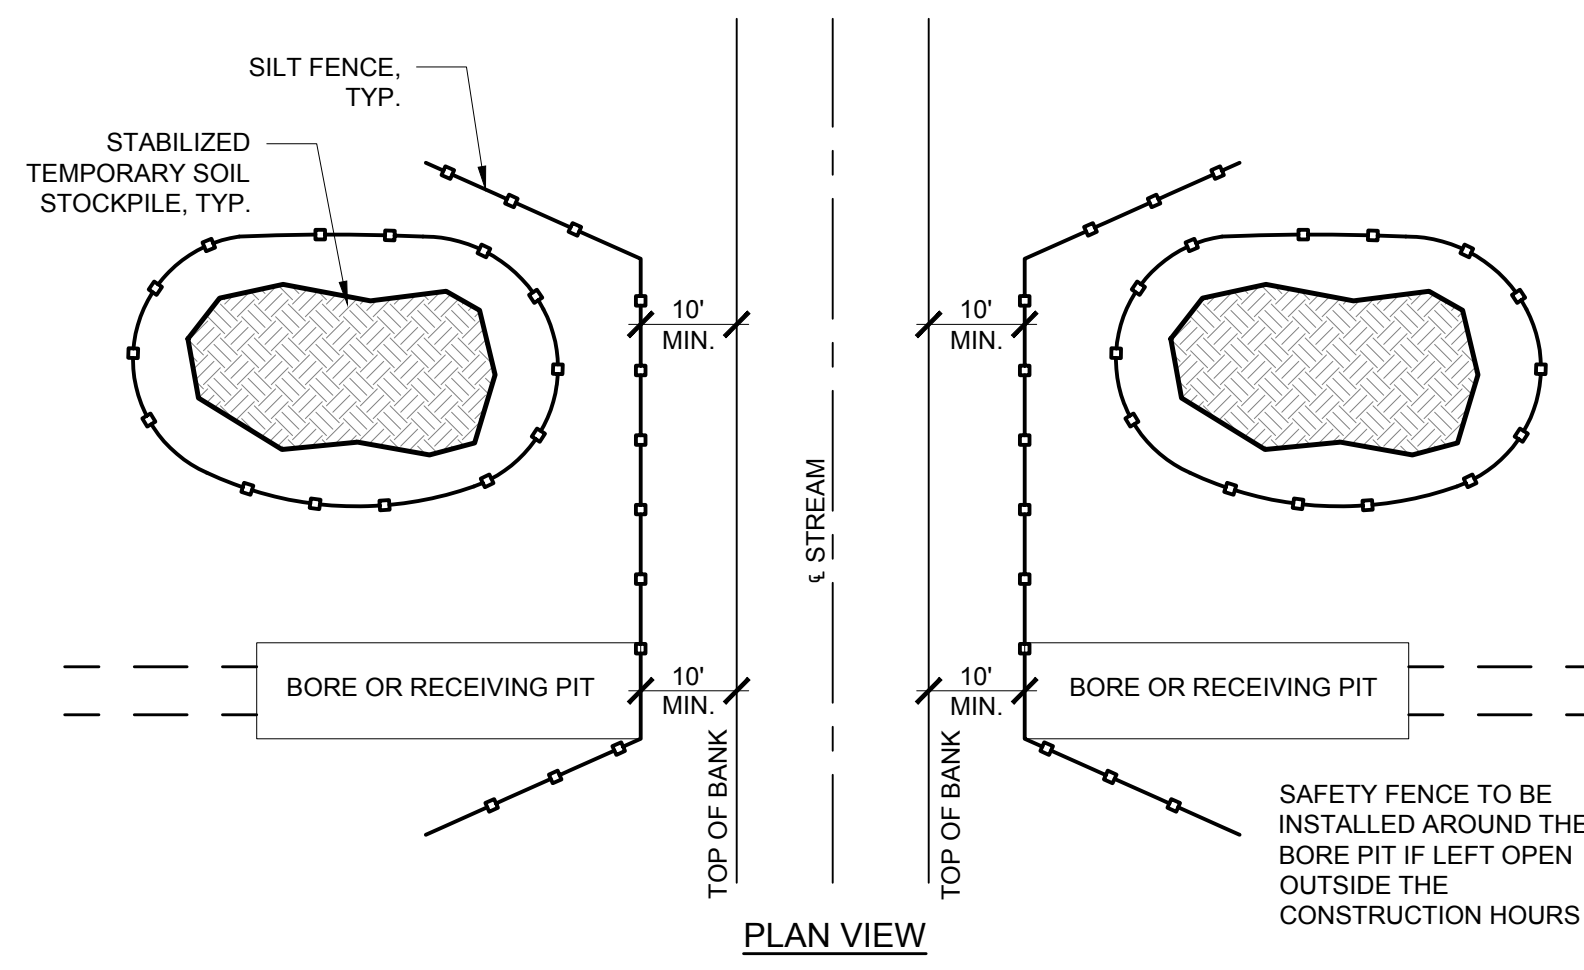 SILT FENCE,
TYP.
STABILIZED
TEMPORARY SOIL
STOCKPILE, TYP.
10'
MIN.
10'
MIN.
℄ STREAM
BORE OR RECEIVING PIT
10'
MIN.
10'
MIN.
BORE OR RECEIVING PIT
TOP OF BANK
TOP OF BANK
SAFETY FENCE TO BE
INSTALLED AROUND THE
BORE PIT IF LEFT OPEN
OUTSIDE THE
CONSTRUCTION HOURS
PLAN VIEW